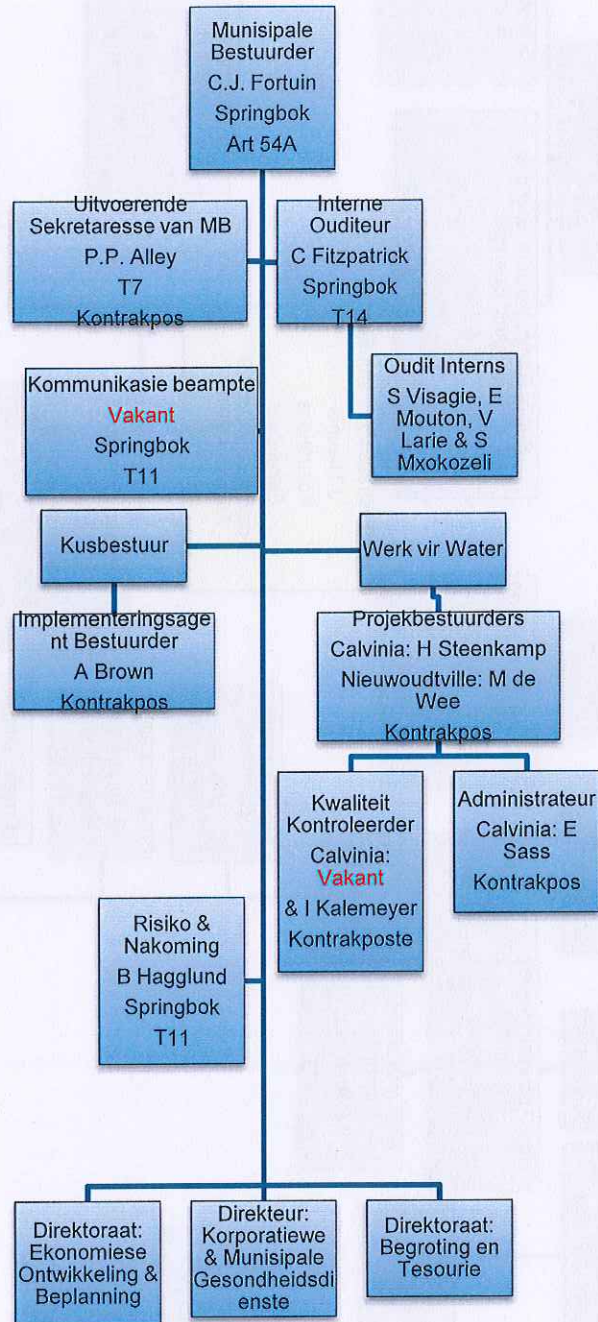 Munisipale
Bestuurder
C.J. Fortuin
Springbok
Art 54A
Uitvoerende
Sekretaresse van MB
P.P. Alley
T7
Kontrakpos
Interne
Ouditeur
C Fitzpatrick
Springbok
T14
Kommunikasie beampte
Vakant
Springbok
T11
Oudit Interns
S Visagie, E
Mouton, V
Larie & S
Mxokozeli
Kusbestuur
Werk vir Water
Implementeringsage
nt Bestuurder
A Brown
Kontrakpos
Projekbestuurders
Calvinia: H Steenkamp
Nieuwoudtville: M de
Wee
Kontrakpos
Kwaliteit
Kontroleerder
Calvinia:
Vakant
& I Kalemeyer
Kontrakposte
Administrateur
Calvinia: E
Sass
Kontrakpos
Risiko &
Nakoming
B Hagglund
Springbok
T11
Direktoraat:
Ekonomiese
Ontwikkeling &
Beplanning
Direkteur:
Korporatiewe
& Munisipale
Gesondheidsdi
enste
Direktoraat:
Begroting en
Tesourie